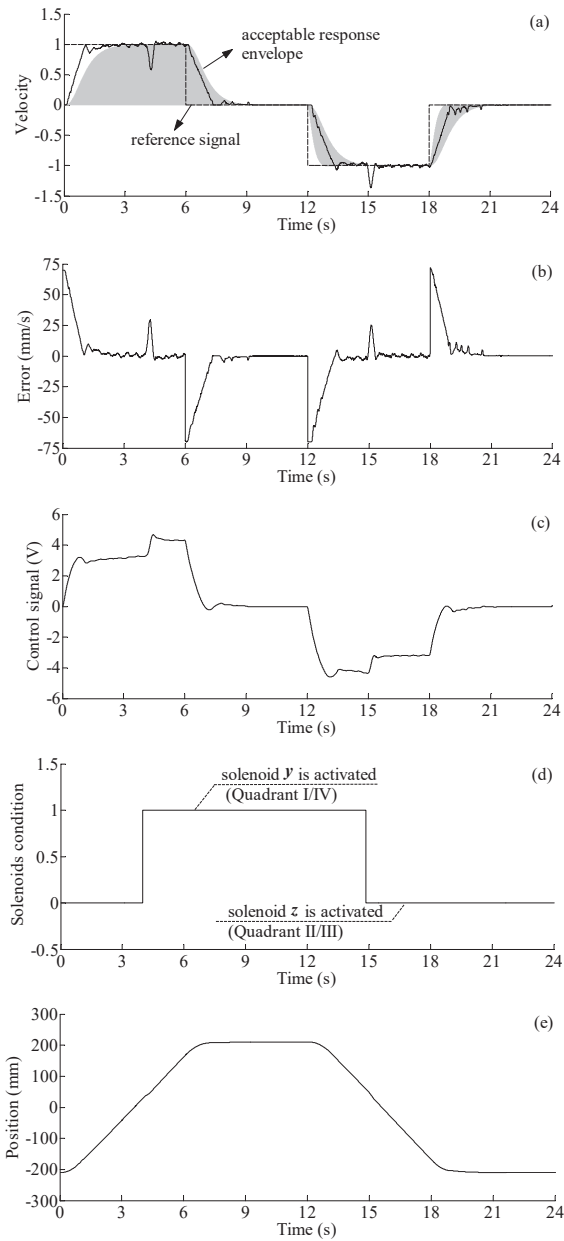 1.5
(a)
acceptable response
envelope
1
0.5
0
-0.5
-1
-1.5
Velocity
reference signal
0 3 6 9 12 15 18 21 24
Time (s)
75
(b)
50
25
0
-25
-50
-75
Error (mm/s)
0 3 6 9 12 15 18 21 24
Time (s)
6
(c)
4
2
0
-2
-4
-6
Control signal (V)
0 3 6 9 12 15 18 21 24
Time (s)
1.5
(d)
solenoid y is activated
(Quadrant I/IV)
1
0.5
0
-0.5
Solenoids condition
solenoid z is activated
(Quadrant II/III)
0 3 6 9 12 15 18 21 24
Time (s)
300
(e)
200
100
0
-100
-200
-300
Position (mm)
0 3 6 9 12 15 18 21 24
Time (s)